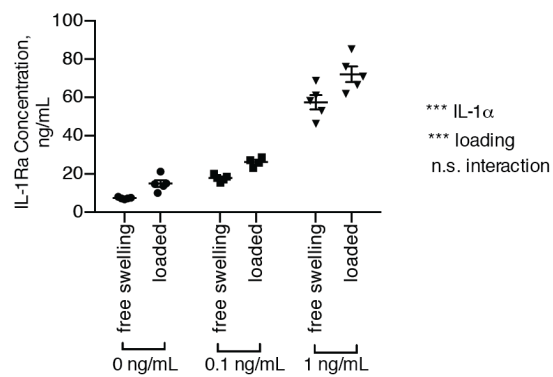 IL-1Ra Concentration,
ng/mL
100
80
60
40
20
0
*** IL-1α
*** loading
n.s. interaction
free swelling
loaded
free swelling
loaded
free swelling
loaded
0 ng/mL
0.1 ng/mL
1 ng/mL